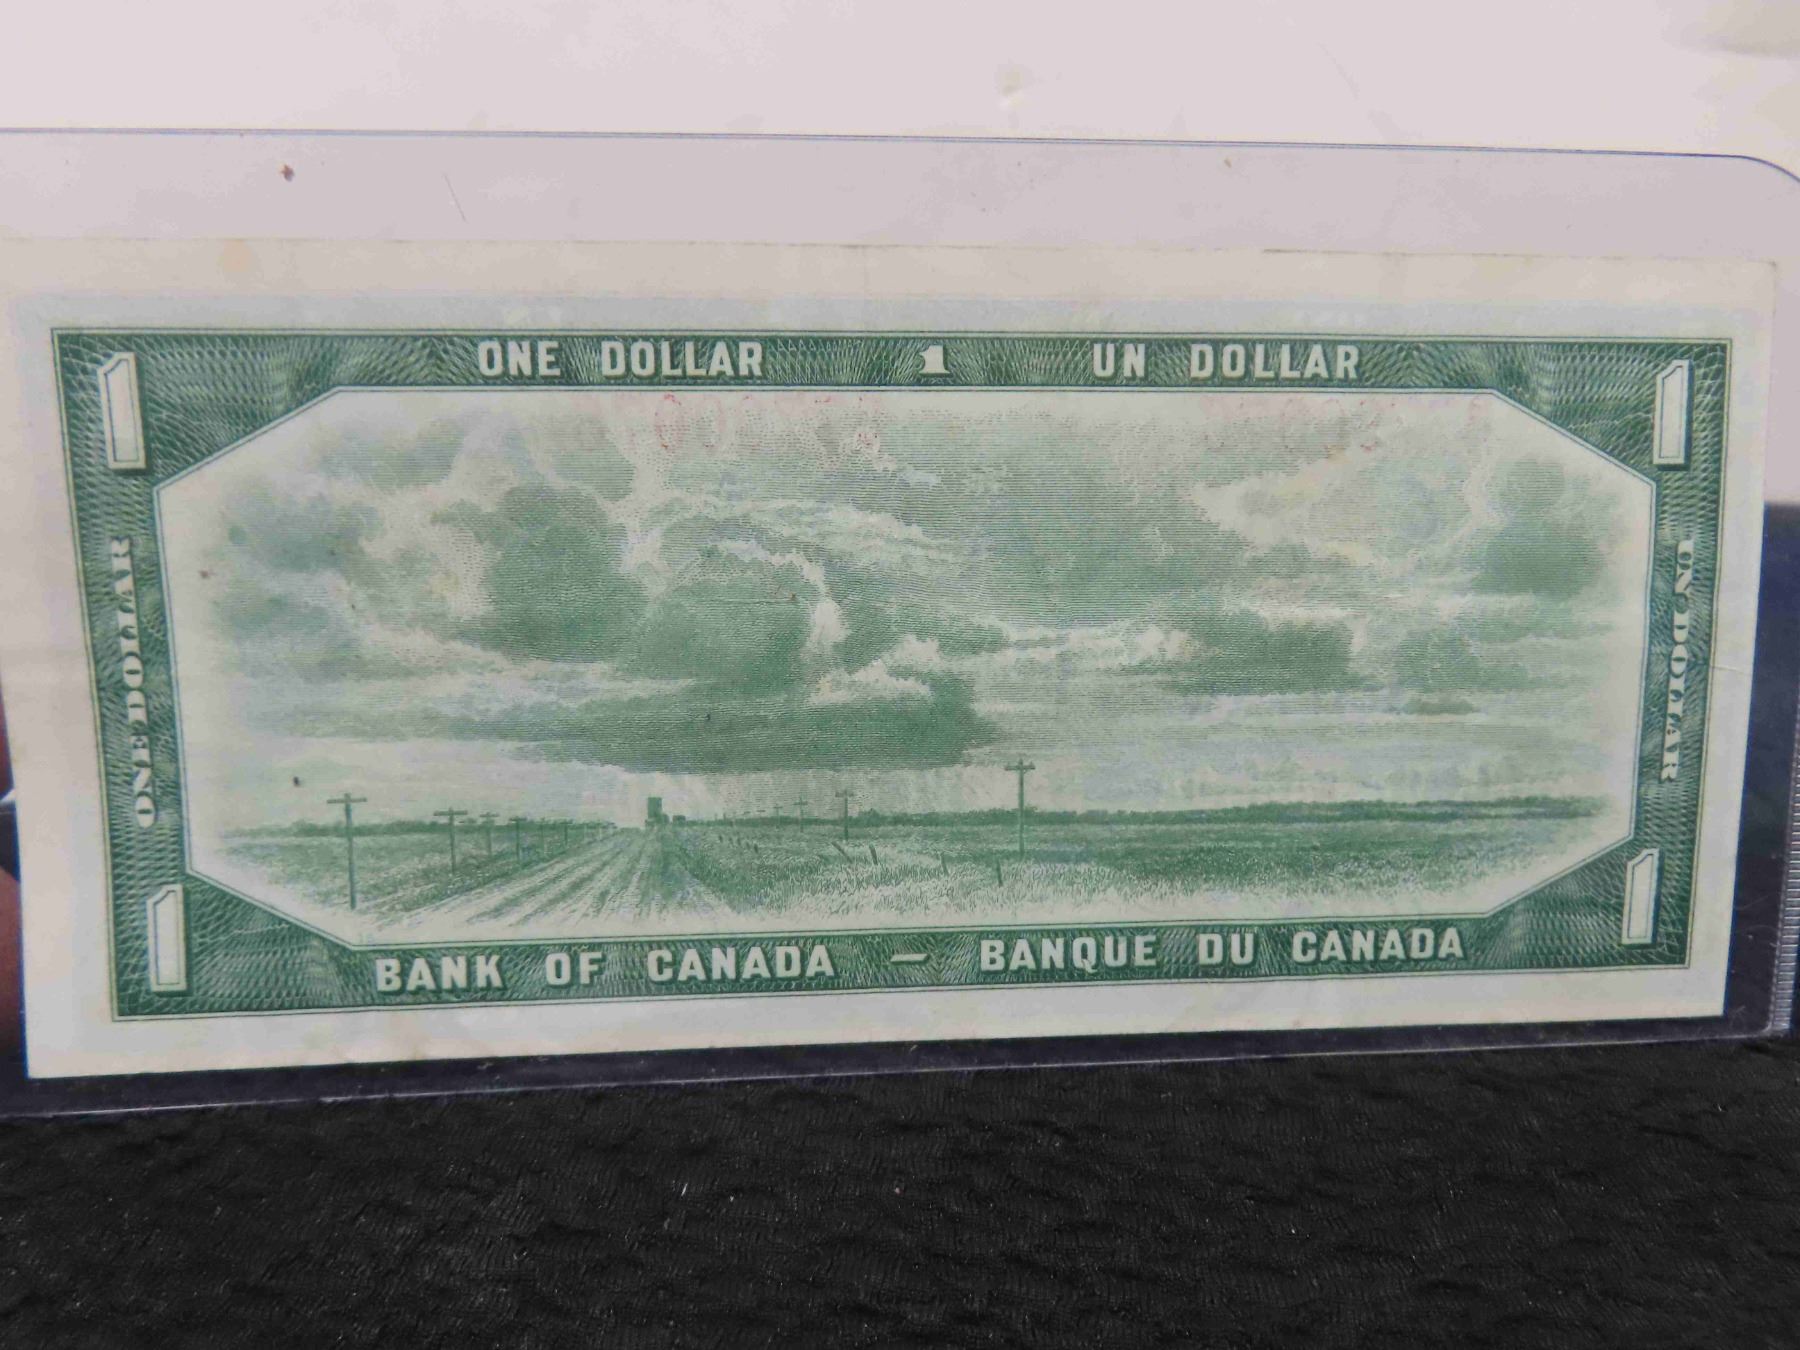 ONE DOLLAR 1 UN DOLLAR
1
1
ONE DOLLAR
UN DOLLAR
1
1
BANK OF CANADA — BANQUE DU CANADA